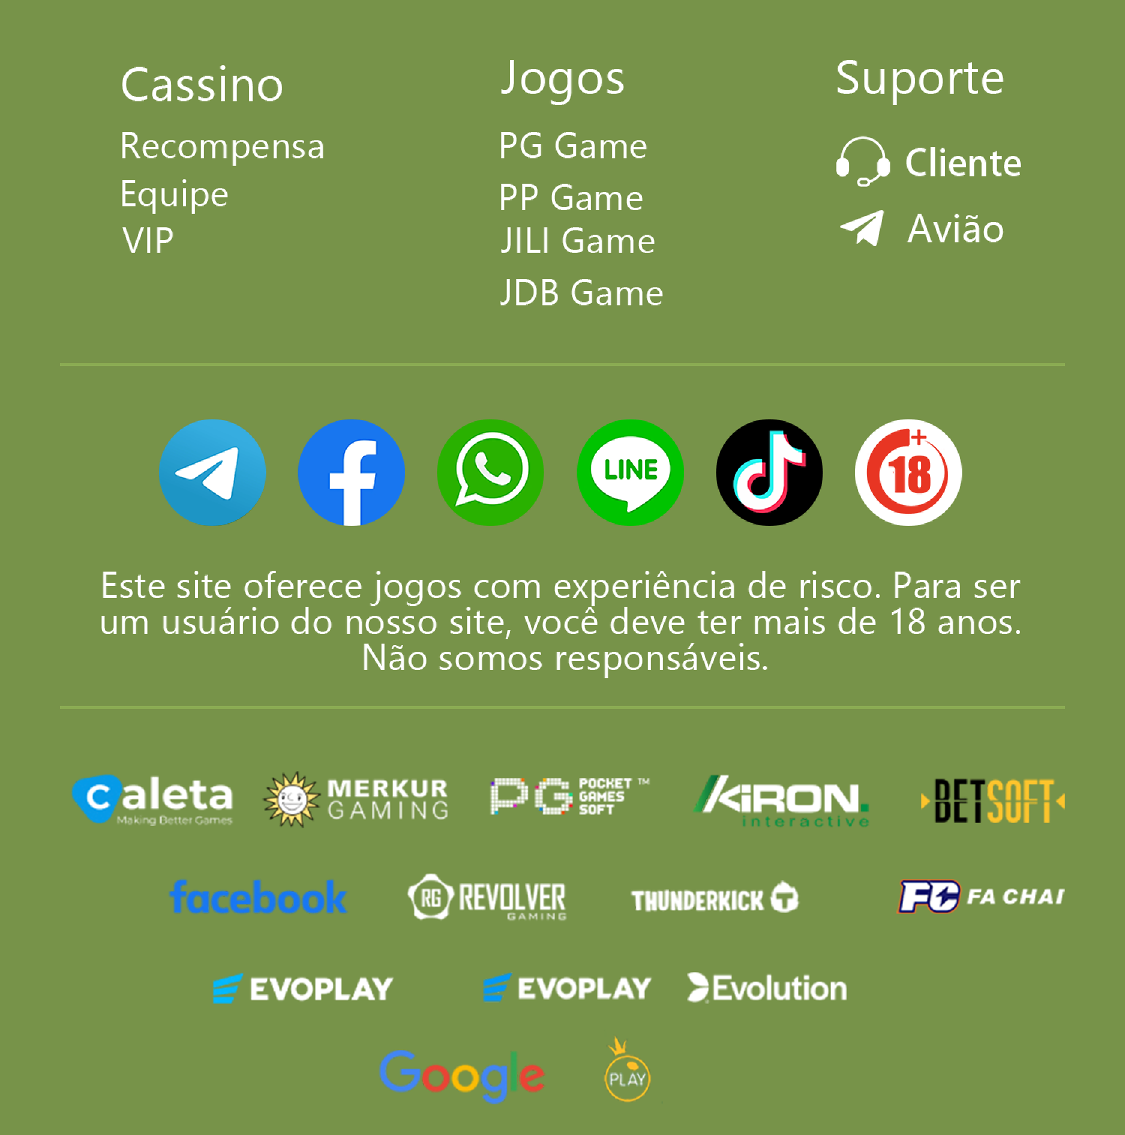 Cassino
Recompensa
Equipe
VIP
Jogos
PG Game
PP Game
JILI Game
JDB Game
Suporte
Cliente
Avião
LINE
18+
Este site oferece jogos com experiência de risco. Para ser
um usuário do nosso site, você deve ter mais de 18 anos.
Não somos responsáveis.
caleta
Making Better Games
MERKUR
GAMING
PG POCKET
GAMES
SOFT ™
KIRON.
interactive
BETSOFT
facebook
RG REVOLVER
GAMING
THUNDERKICK T
FC FA CHAI
EVOPLAY
EVOPLAY
Evolution
Google
PLAY